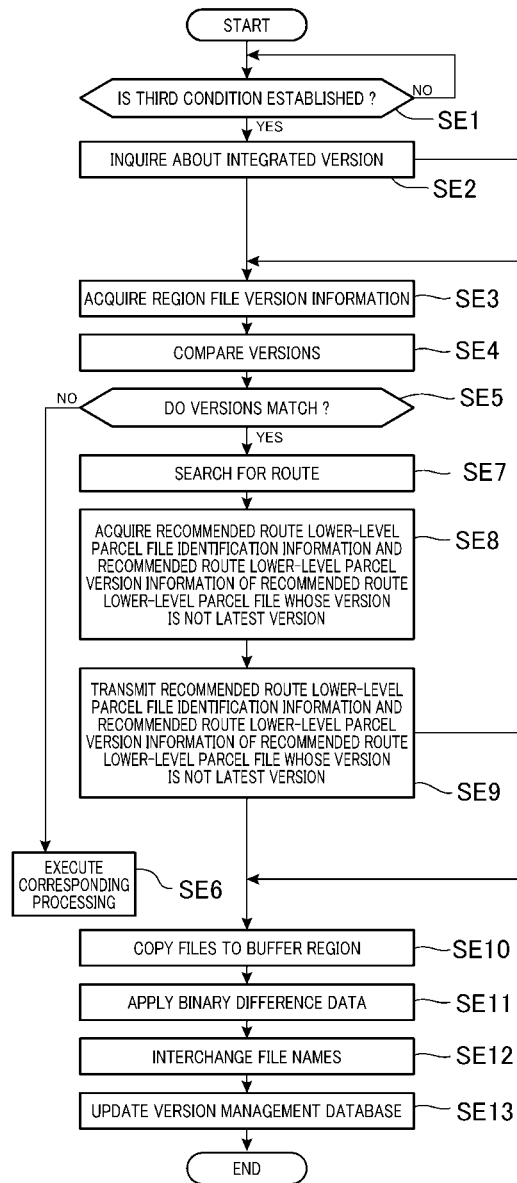 START
IS THIRD CONDITION ESTABLISHED ?
NO
SE1
YES
INQUIRE ABOUT INTEGRATED VERSION
SE2
ACQUIRE REGION FILE VERSION INFORMATION
SE3
COMPARE VERSIONS
SE4
NO
DO VERSIONS MATCH ?
SE5
YES
SEARCH FOR ROUTE
SE7
ACQUIRE RECOMMENDED ROUTE LOWER-LEVEL
PARCEL FILE IDENTIFICATION INFORMATION AND
RECOMMENDED ROUTE LOWER-LEVEL PARCEL
VERSION INFORMATION OF RECOMMENDED ROUTE
LOWER-LEVEL PARCEL FILE WHOSE VERSION
IS NOT LATEST VERSION
SE8
TRANSMIT RECOMMENDED ROUTE LOWER-LEVEL
PARCEL FILE IDENTIFICATION INFORMATION AND
RECOMMENDED ROUTE LOWER-LEVEL PARCEL
VERSION INFORMATION OF RECOMMENDED ROUTE
LOWER-LEVEL PARCEL FILE WHOSE VERSION
IS NOT LATEST VERSION
SE9
EXECUTE
CORRESPONDING
PROCESSING
SE6
COPY FILES TO BUFFER REGION
SE10
APPLY BINARY DIFFERENCE DATA
SE11
INTERCHANGE FILE NAMES
SE12
UPDATE VERSION MANAGEMENT DATABASE
SE13
END